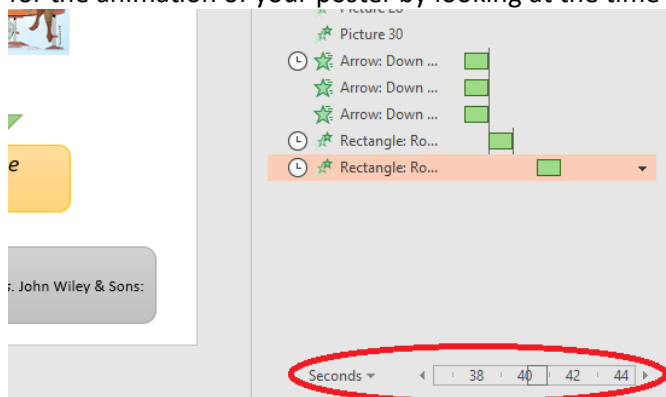 for the animation of your poster by looking at the time
Picture 30
Arrow: Down ...
Arrow: Down ...
Arrow: Down ...
Rectangle: Ro...
e
Rectangle: Ro...
. John Wiley & Sons:
Seconds 38 40 42 44